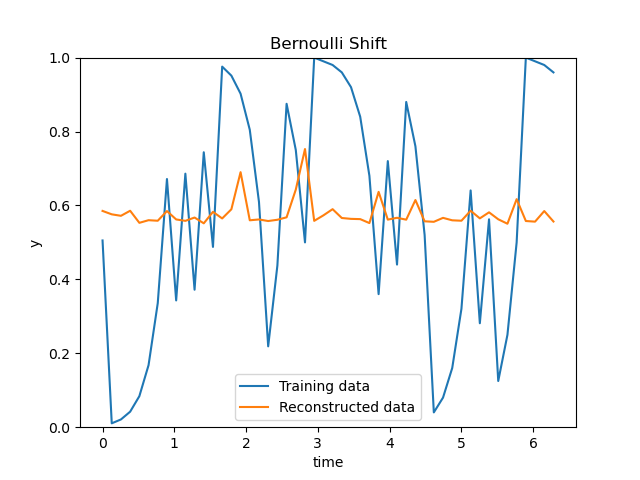 Bernoulli Shift
1.0
0.8
0.6
0.4
0.2
0.0
y
Training data
Reconstructed data
0 1 2 3 4 5 6
time